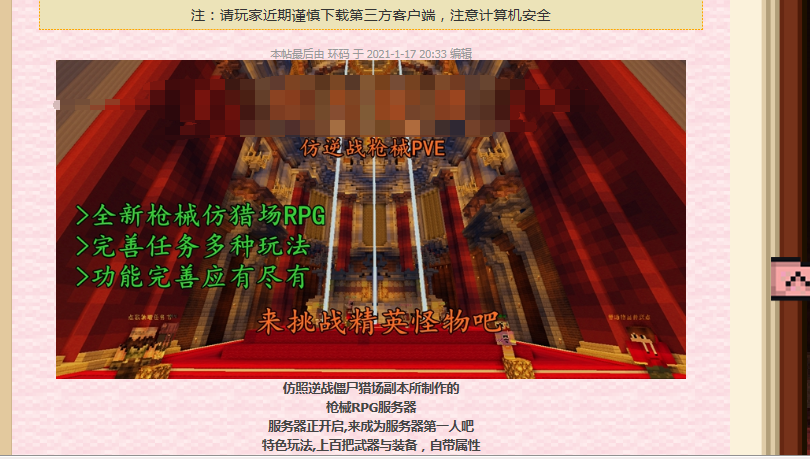 注：请玩家近期谨慎下载第三方客户端，注意计算机安全
本帖最后由 环码 于 2021-1-17 20:33 编辑
仿逆战枪械PVE
>全新枪械仿猎场RPG
>完善任务多种玩法
>功能完善应有尽有
来挑战精英怪物吧
仿照逆战僵尸猎场副本所制作的
枪械RPG服务器
服务器正开启,来成为服务器第一人吧
特色玩法,上百把武器与装备，自带属性